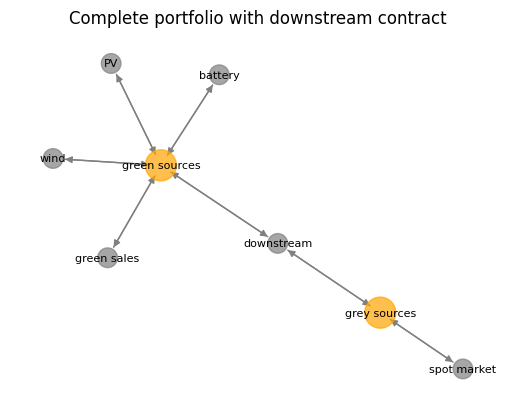 Complete portfolio with downstream contract
PV
battery
wind
green sources
downstream
green sales
grey sources
spot market